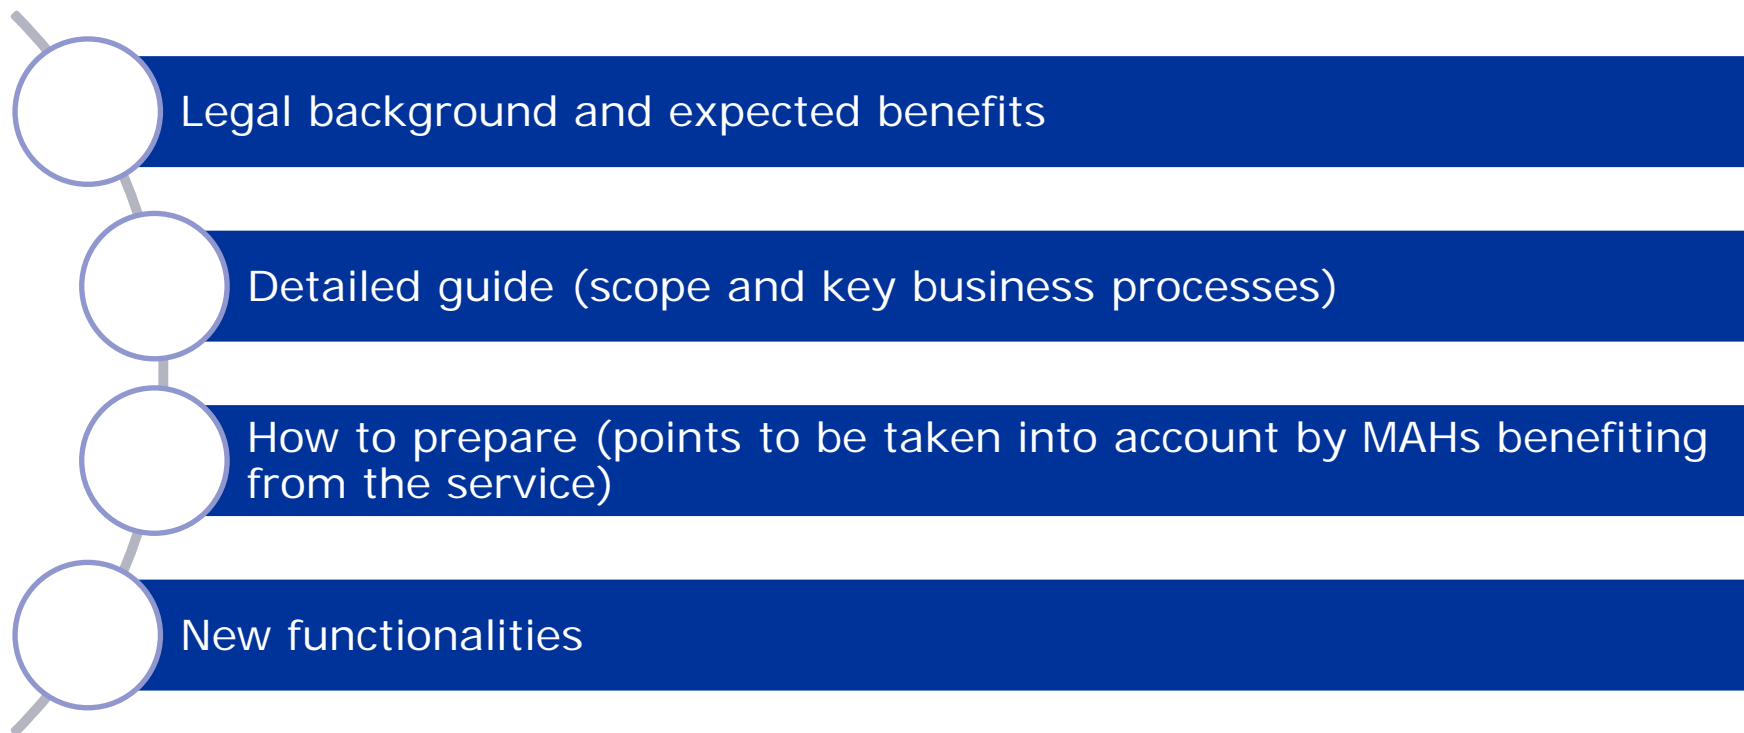 Legal background and expected benefits
Detailed guide (scope and key business processes)
How to prepare (points to be taken into account by MAHs benefiting
from the service)
New functionalities